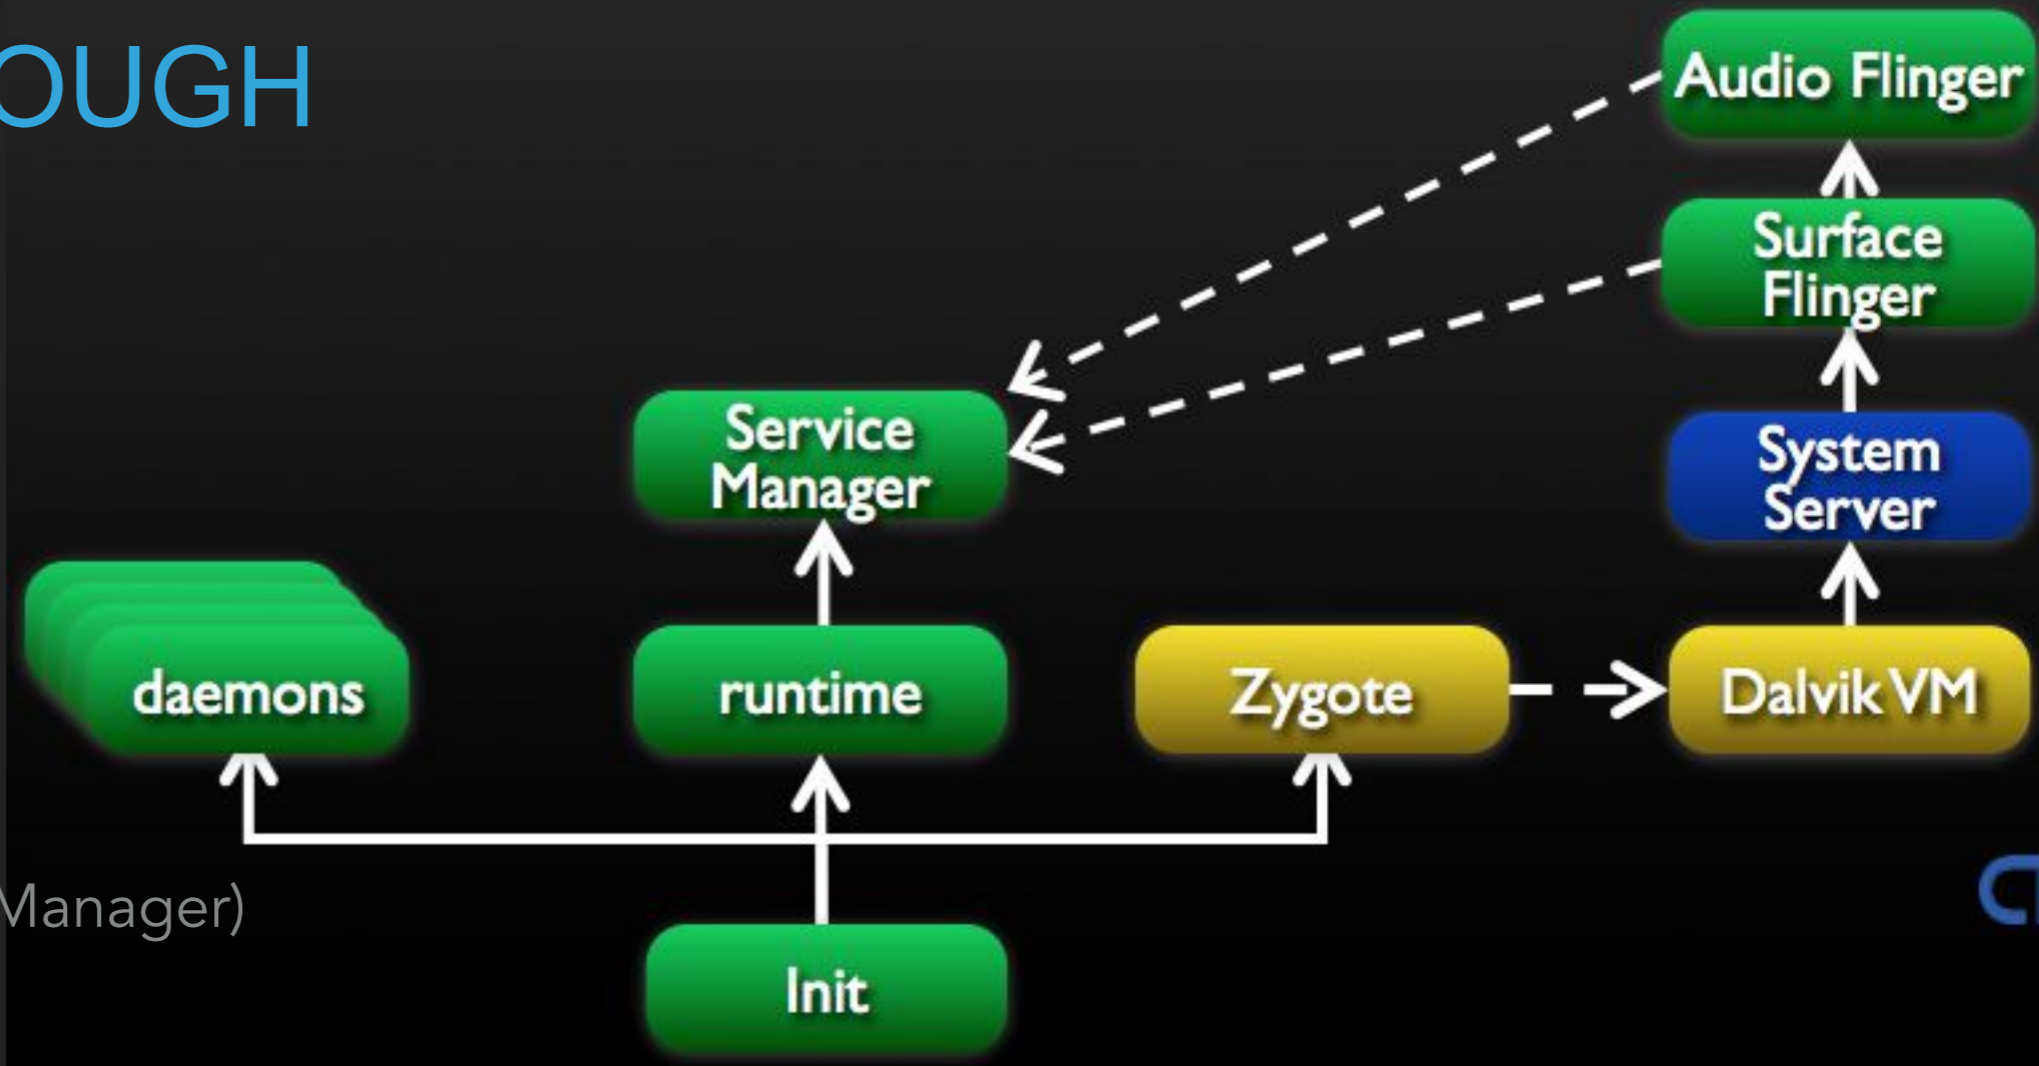 OUGH
Audio Flinger
Surface
Flinger
Service
Manager
System
Server
daemons
runtime
Zygote
Dalvik VM
Manager)
Init